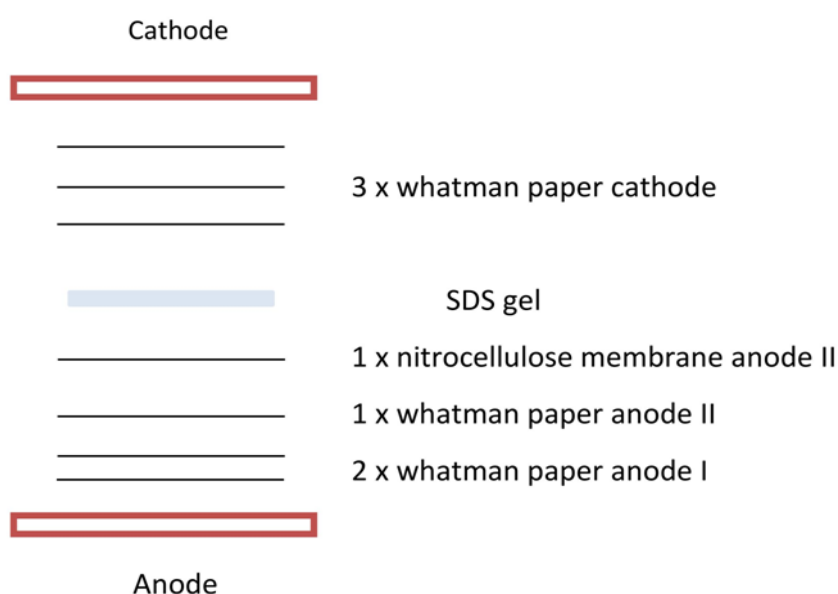 Cathode
3 x whatman paper cathode
SDS gel
1 x nitrocellulose membrane anode II
1 x whatman paper anode II
2 x whatman paper anode I
Anode